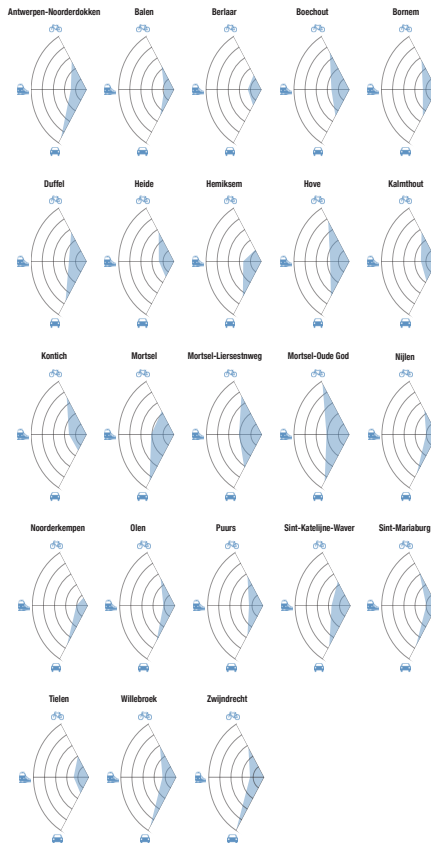 Antwerpen-Noorderdokken Balen Berlaar Boechout Bornem
Duffel Heide Hemiksem Hove Kalmthout
Kontich Mortsel Mortsel-Liersestnweg Mortsel-Oude God Nijlen
Noorderkempen Olen Puurs Sint-Katelijne-Waver Sint-Mariaburg
Tielen Willebroek Zwijndrecht